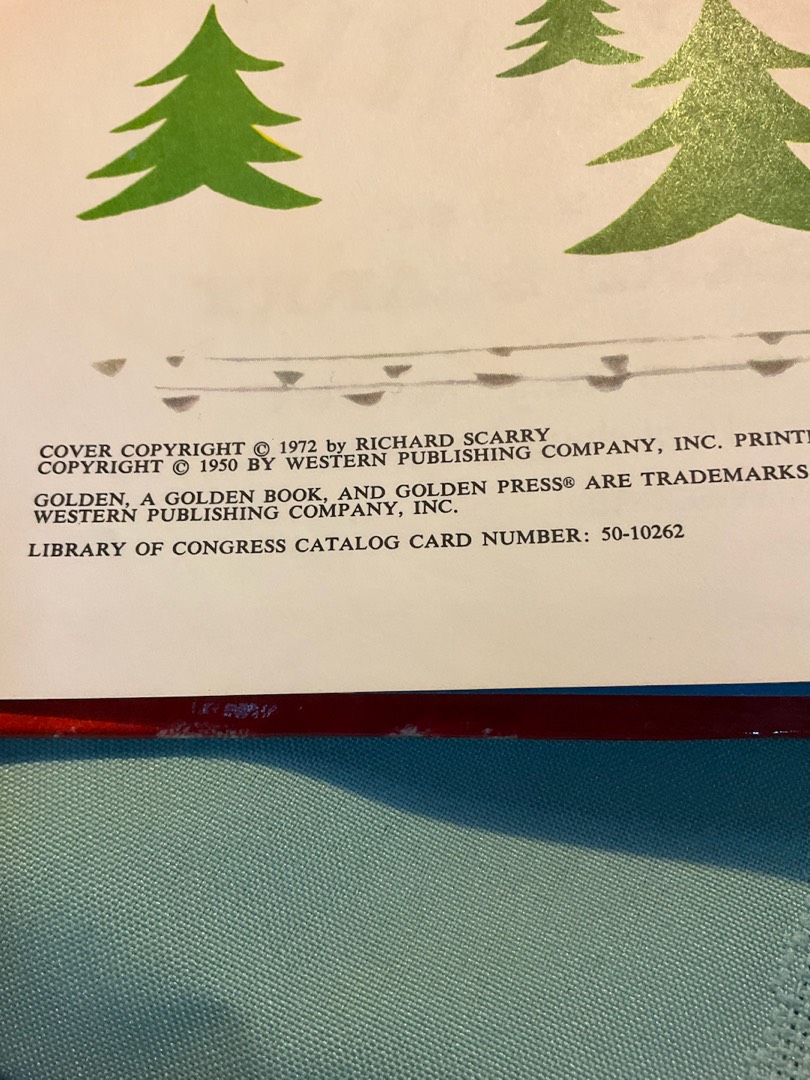 COVER COPYRIGHT © 1972 by RICHARD SCARRY
COPYRIGHT © 1950 BY WESTERN PUBLISHING COMPANY, INC. PRINT
GOLDEN, A GOLDEN BOOK, AND GOLDEN PRESS® ARE TRADEMARKS
WESTERN PUBLISHING COMPANY, INC.
LIBRARY OF CONGRESS CATALOG CARD NUMBER: 50-10262